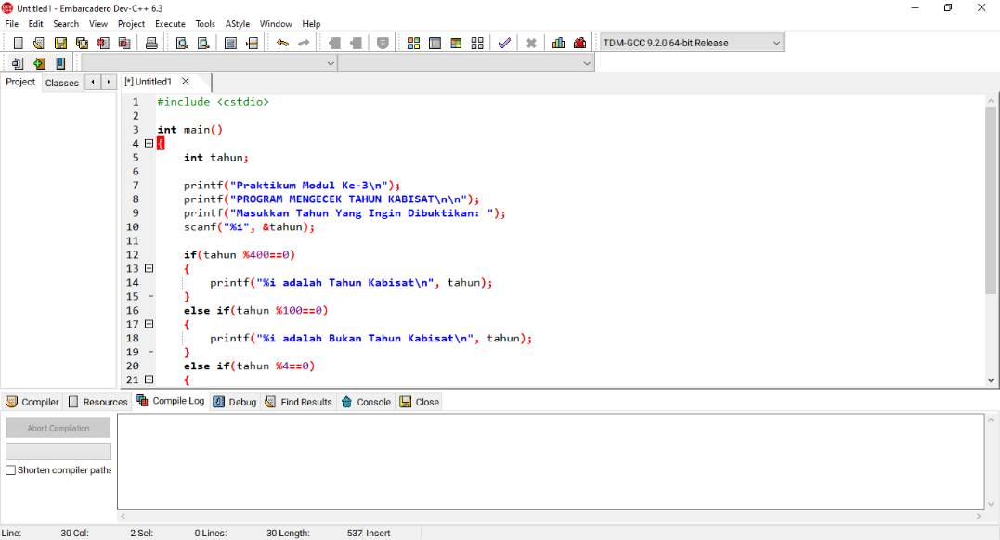 Untitled1 - Embarcadero Dev-C++ 6.3
File Edit Search View Project Execute Tools AStyle Window Help
TDM-GCC 9.2.0 64-bit Release
Project Classes [*] Untitled1
1 #include <cstdio>
2
3 int main()
4 {
5 int tahun;
6
7 printf("Praktikum Modul Ke-3\n");
8 printf("PROGRAM MENGECEK TAHUN KABISAT\n\n");
9 printf("Masukkan Tahun Yang Ingin Dibuktikan: ");
10 scanf("%i", &tahun);
11
12 if(tahun %400==0)
13 {
14 printf("%i adalah Tahun Kabisat\n", tahun);
15 }
16 else if(tahun %100==0)
17 {
18 printf("%i adalah Bukan Tahun Kabisat\n", tahun);
19 }
20 else if(tahun %4==0)
21 {
Compiler Resources Compile Log Debug Find Results Console Close
Abort Compilation
Shorten compiler paths
Line: 30 Col: 2 Sel: 0 Lines: 30 Length: 537 Insert